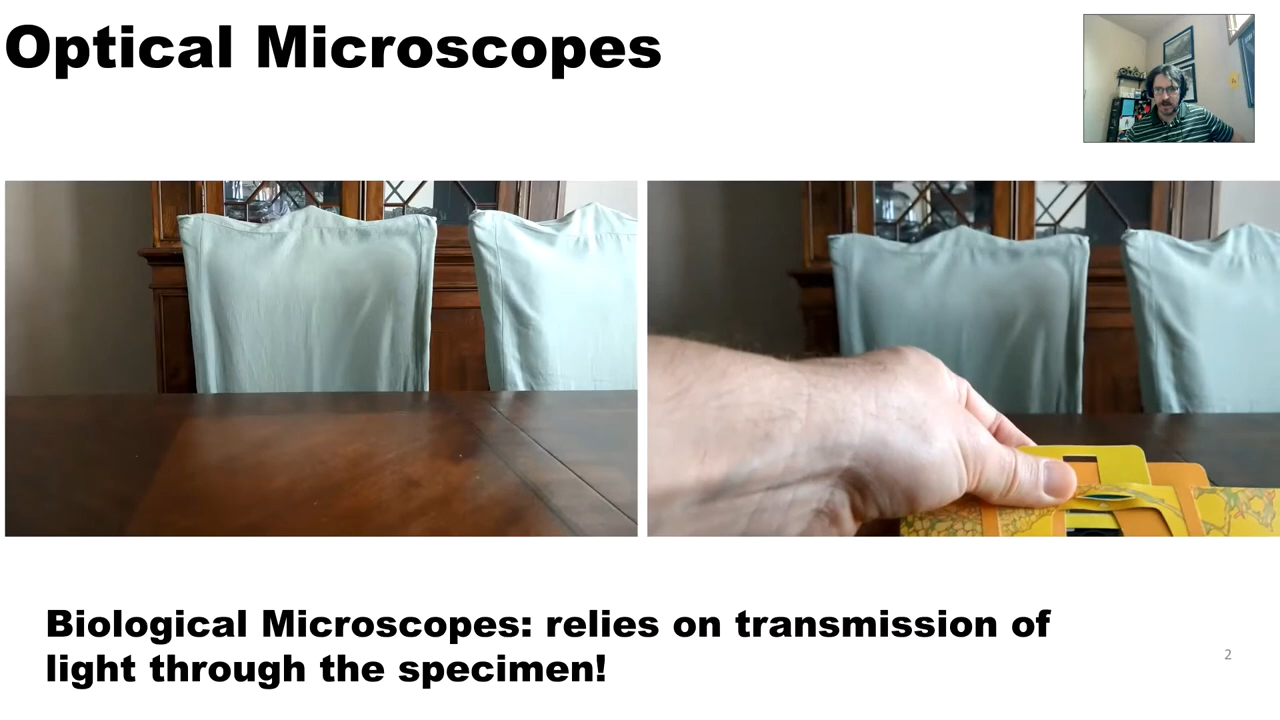 Optical Microscopes
Biological Microscopes: relies on transmission of
light through the specimen!
2